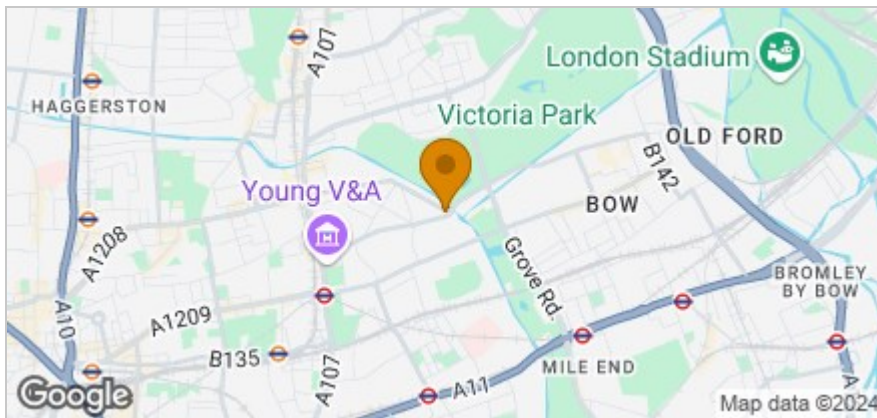 A107
London Stadium
HAGGERSTON
Victoria Park
OLD FORD
B142
Young V&A
BOW
A1208
Grove Rd.
BROMLEY
BY BOW
A10
A1209
B135
A107
MILE END
A11
A
Google
Map data ©2024